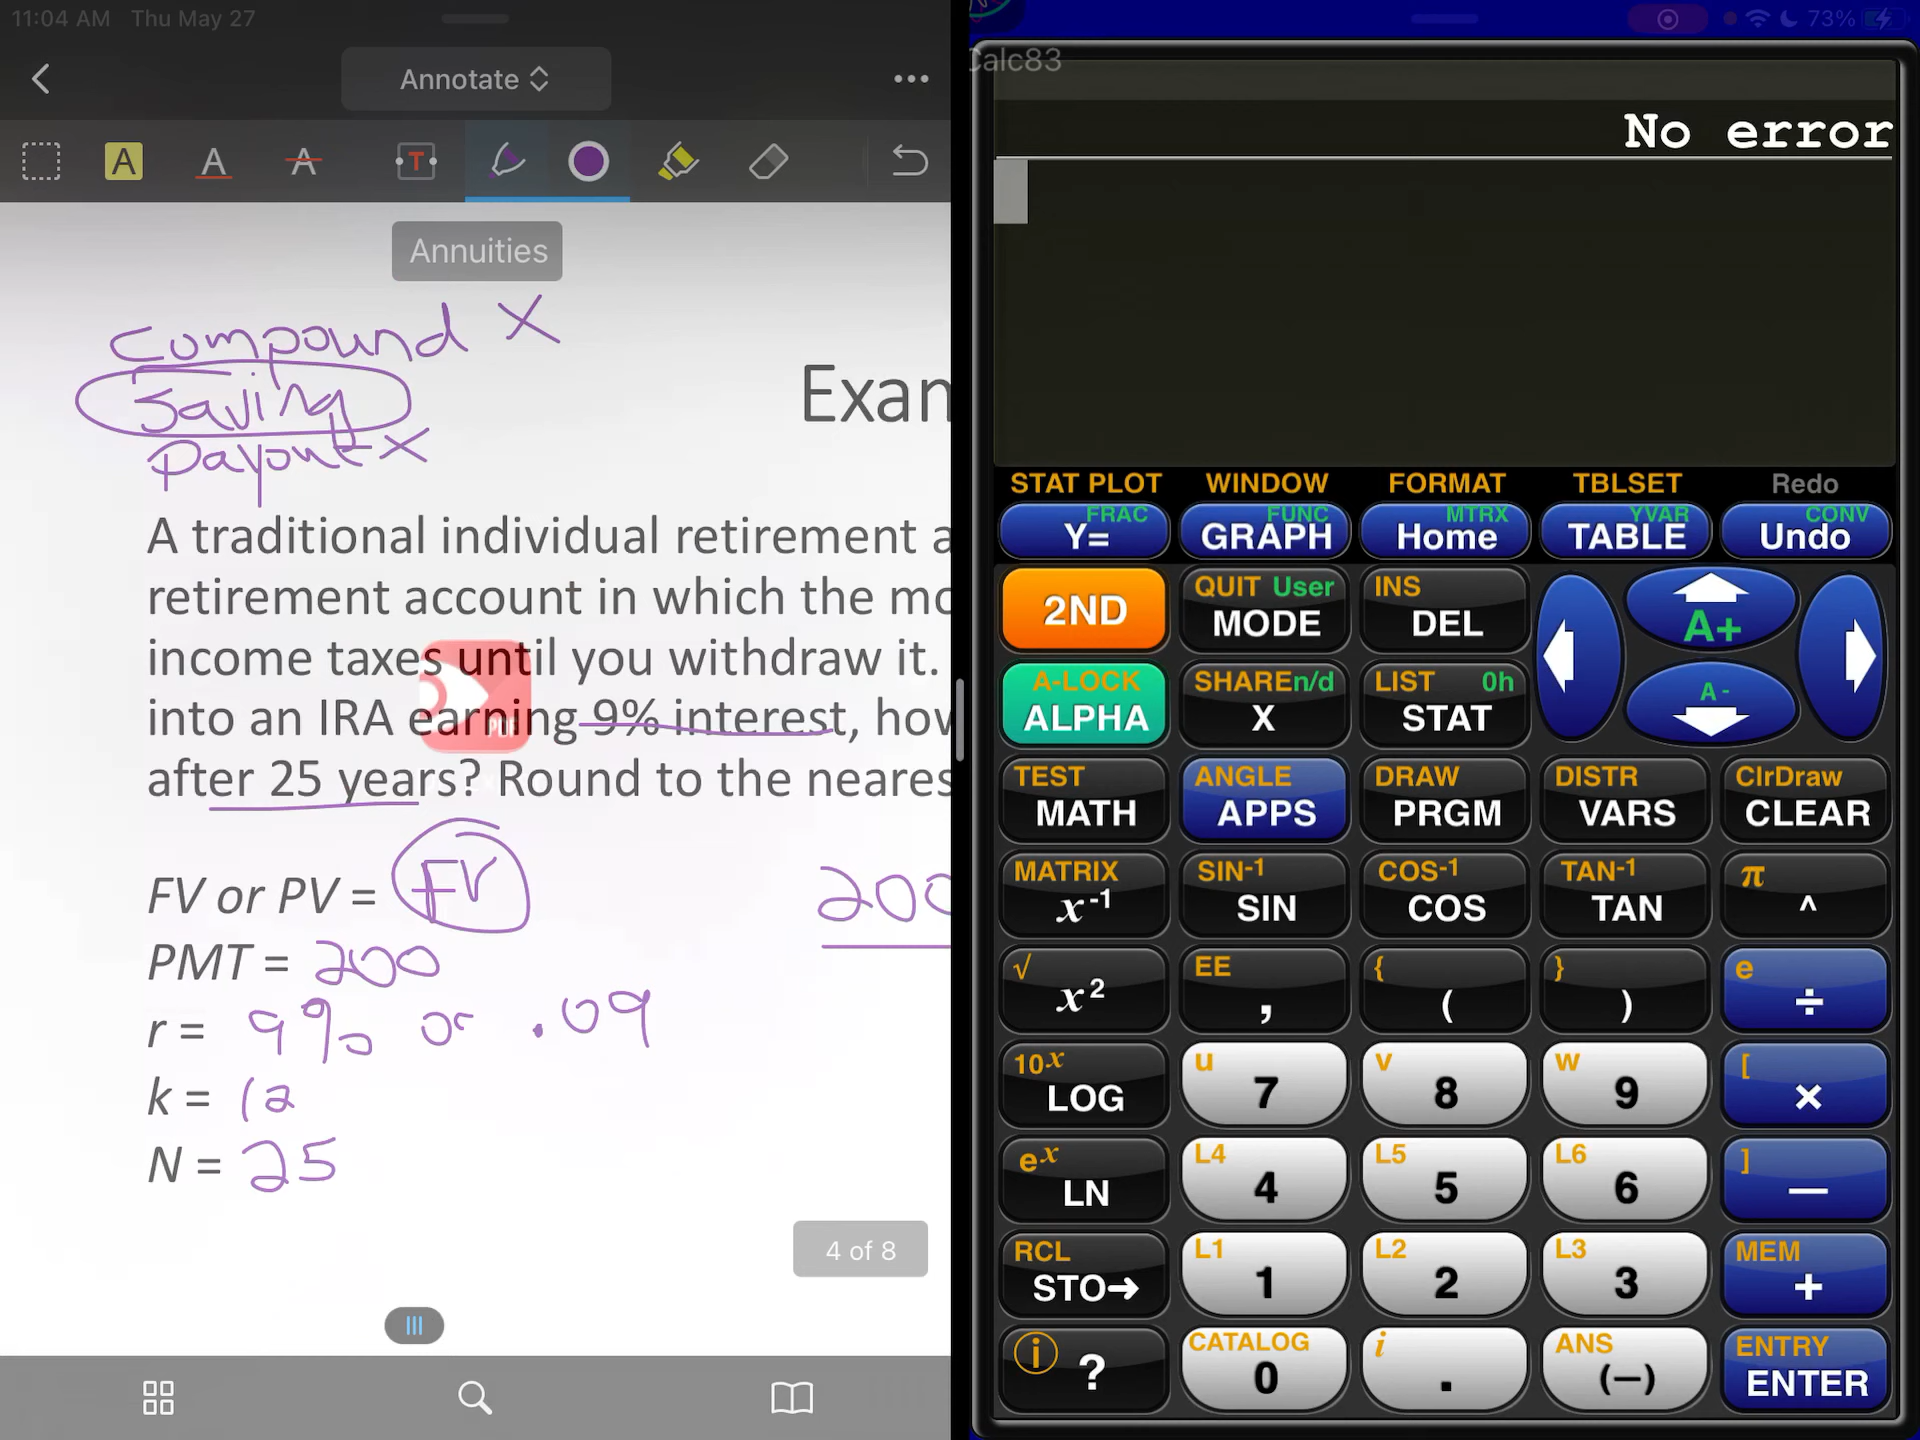 11:04 AM Thu May 27
73%
Annotate
A
A
A
T
Annuities
Compound X
Saving
Payout X
Exam
A traditional individual retirement a
retirement account in which the mo
income taxes until you withdraw it.
into an IRA earning 9% interest, how
after 25 years? Round to the neares
PDF
FV or PV = FV
200
PMT = 200
r = 9% or .09
k = 12
N = 25
4 of 8
Calc83
No error
STAT PLOT WINDOW FORMAT TBLSET Redo
FRAC FUNC MTRX YVAR CONV
Y= GRAPH Home TABLE Undo
QUIT User INS
2ND MODE DEL A+
A-LOCK SHARE n/d LIST 0h A-
ALPHA X STAT
TEST ANGLE DRAW DISTR ClrDraw
MATH APPS PRGM VARS CLEAR
MATRIX SIN-1 COS-1 TAN-1 π
x-1 SIN COS TAN ^
√ EE { } e
x2 , ( ) ÷
10x u v w [
LOG 7 8 9 ×
ex L4 L5 L6 ]
LN 4 5 6 —
RCL L1 L2 L3 MEM
STO→ 1 2 3 +
i CATALOG i ANS ENTRY
? 0 . (—) ENTER